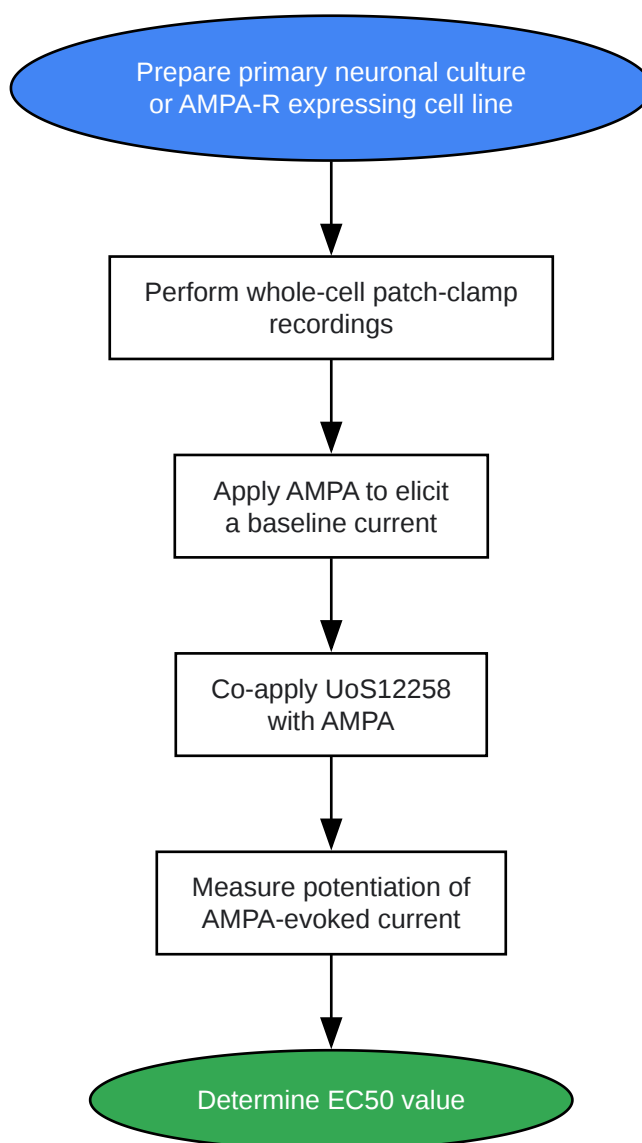 Prepare primary neuronal culture
or AMPA-R expressing cell line
Perform whole-cell patch-clamp
recordings
Apply AMPA to elicit
a baseline current
Co-apply UoS12258
with AMPA
Measure potentiation of
AMPA-evoked current
Determine EC50 value